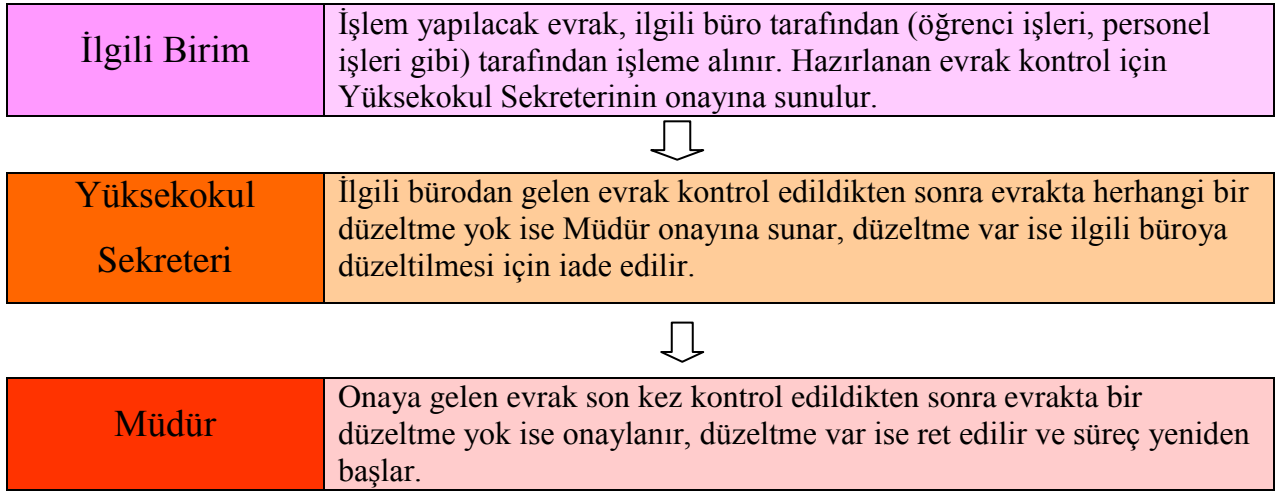 İlgili Birim
İşlem yapılacak evrak, ilgili büro tarafından (öğrenci işleri, personel
işleri gibi) tarafından işleme alınır. Hazırlanan evrak kontrol için
Yüksekokul Sekreterinin onayına sunulur.
Yüksekokul
Sekreteri
İlgili bürodan gelen evrak kontrol edildikten sonra evrakta herhangi bir
düzeltme yok ise Müdür onayına sunar, düzeltme var ise ilgili büroya
düzeltilmesi için iade edilir.
Müdür
Onaya gelen evrak son kez kontrol edildikten sonra evrakta bir
düzeltme yok ise onaylanır, düzeltme var ise ret edilir ve süreç yeniden
başlar.